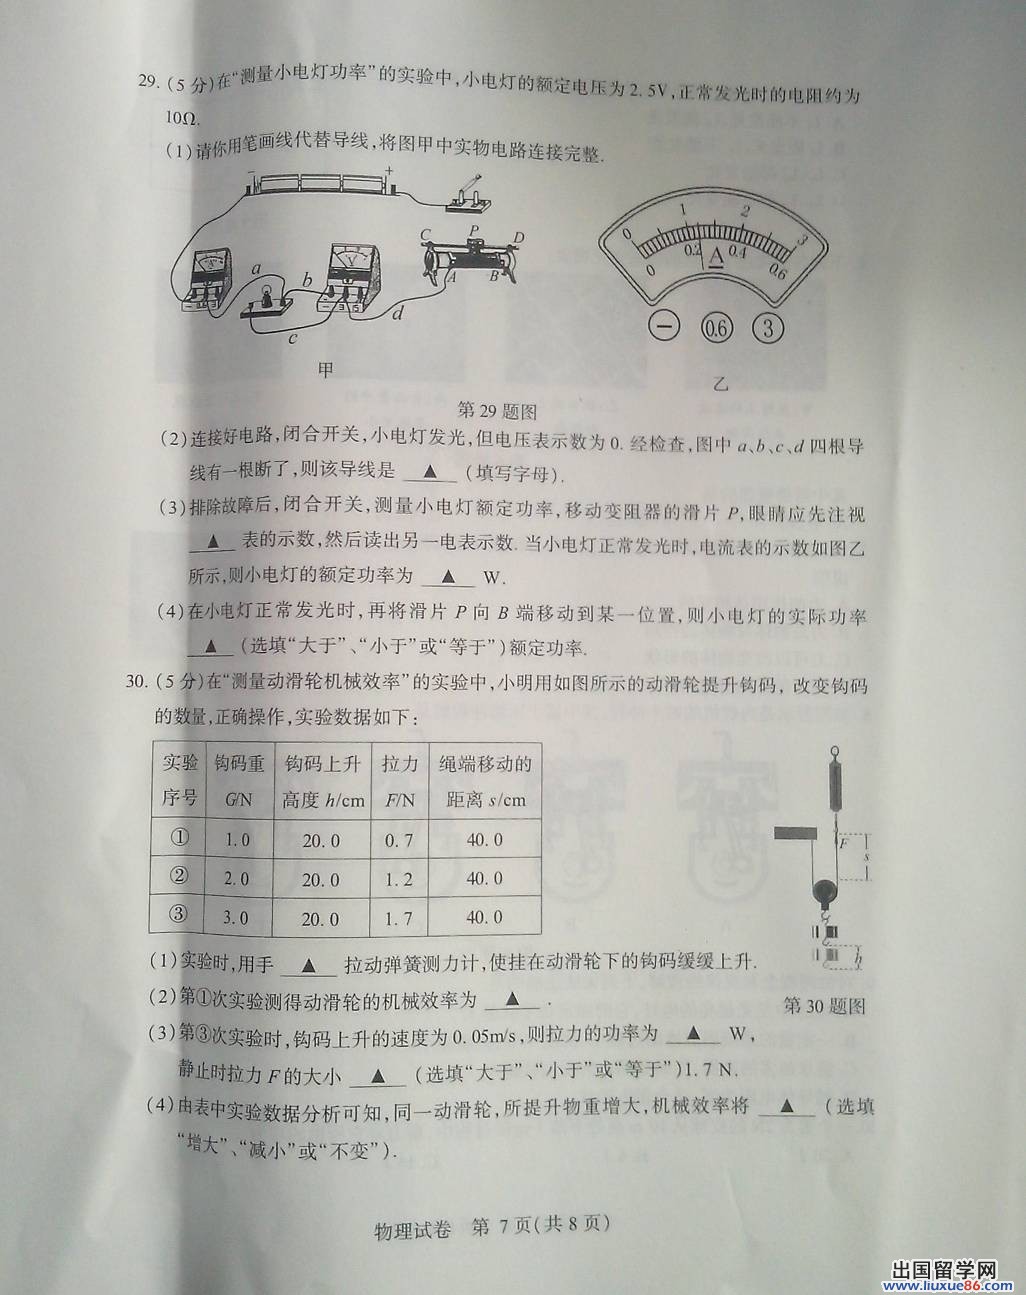 29. (5 分)在“测量小电灯功率”的实验中,小电灯的额定电压为 2. 5V,正常发光时的电阻约为
10Ω.
(1)请你用笔画线代替导线,将图甲中实物电路连接完整.
− +
C P D
a b A B
d
c
甲
0 1 2 3
0 0.2 0.4 0.6
A
− 0.6 3
乙
第 29 题图
(2)连接好电路,闭合开关,小电灯发光,但电压表示数为 0. 经检查,图中 a、b、c、d 四根导
线有一根断了,则该导线是 ▲ (填写字母).
(3)排除故障后,闭合开关,测量小电灯额定功率,移动变阻器的滑片 P,眼睛应先注视
▲ 表的示数,然后读出另一电表示数. 当小电灯正常发光时,电流表的示数如图乙
所示,则小电灯的额定功率为 ▲ W.
(4)在小电灯正常发光时,再将滑片 P 向 B 端移动到某一位置,则小电灯的实际功率
▲ (选填“大于”、“小于”或“等于”)额定功率.
30. (5 分)在“测量动滑轮机械效率”的实验中,小明用如图所示的动滑轮提升钩码, 改变钩码
的数量,正确操作,实验数据如下:
实验 钩码重 钩码上升 拉力 绳端移动的
序号 G/N 高度 h/cm F/N 距离 s/cm
① 1. 0 20. 0 0. 7 40. 0
② 2. 0 20. 0 1. 2 40. 0
③ 3. 0 20. 0 1. 7 40. 0
F
s
h
第 30 题图
(1)实验时,用手 ▲ 拉动弹簧测力计,使挂在动滑轮下的钩码缓缓上升.
(2)第①次实验测得动滑轮的机械效率为 ▲ .
(3)第③次实验时,钩码上升的速度为 0. 05m/s,则拉力的功率为 ▲ W,
静止时拉力 F 的大小 ▲ (选填“大于”、“小于”或“等于”)1. 7 N.
(4)由表中实验数据分析可知,同一动滑轮,所提升物重增大,机械效率将 ▲ (选填
“增大”、“减小”或“不变”).
物理试卷 第 7 页(共 8 页)
出国留学网
www.liuxue86.com